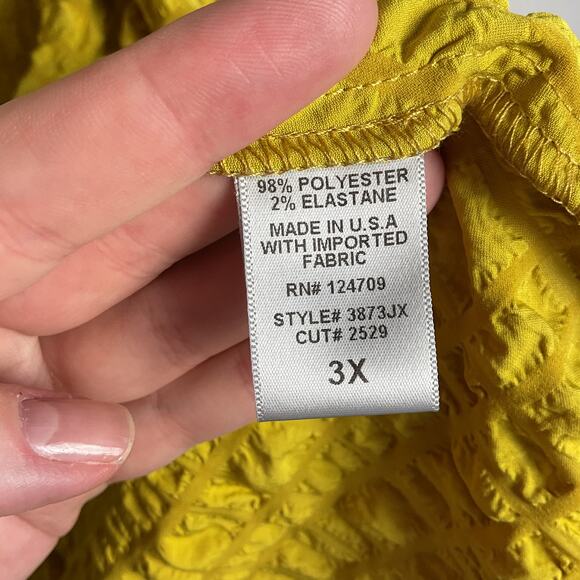 98% POLYESTER
2% ELASTANE
MADE IN U.S.A
WITH IMPORTED
FABRIC
RN# 124709
STYLE# 3873JX
CUT# 2529
3X